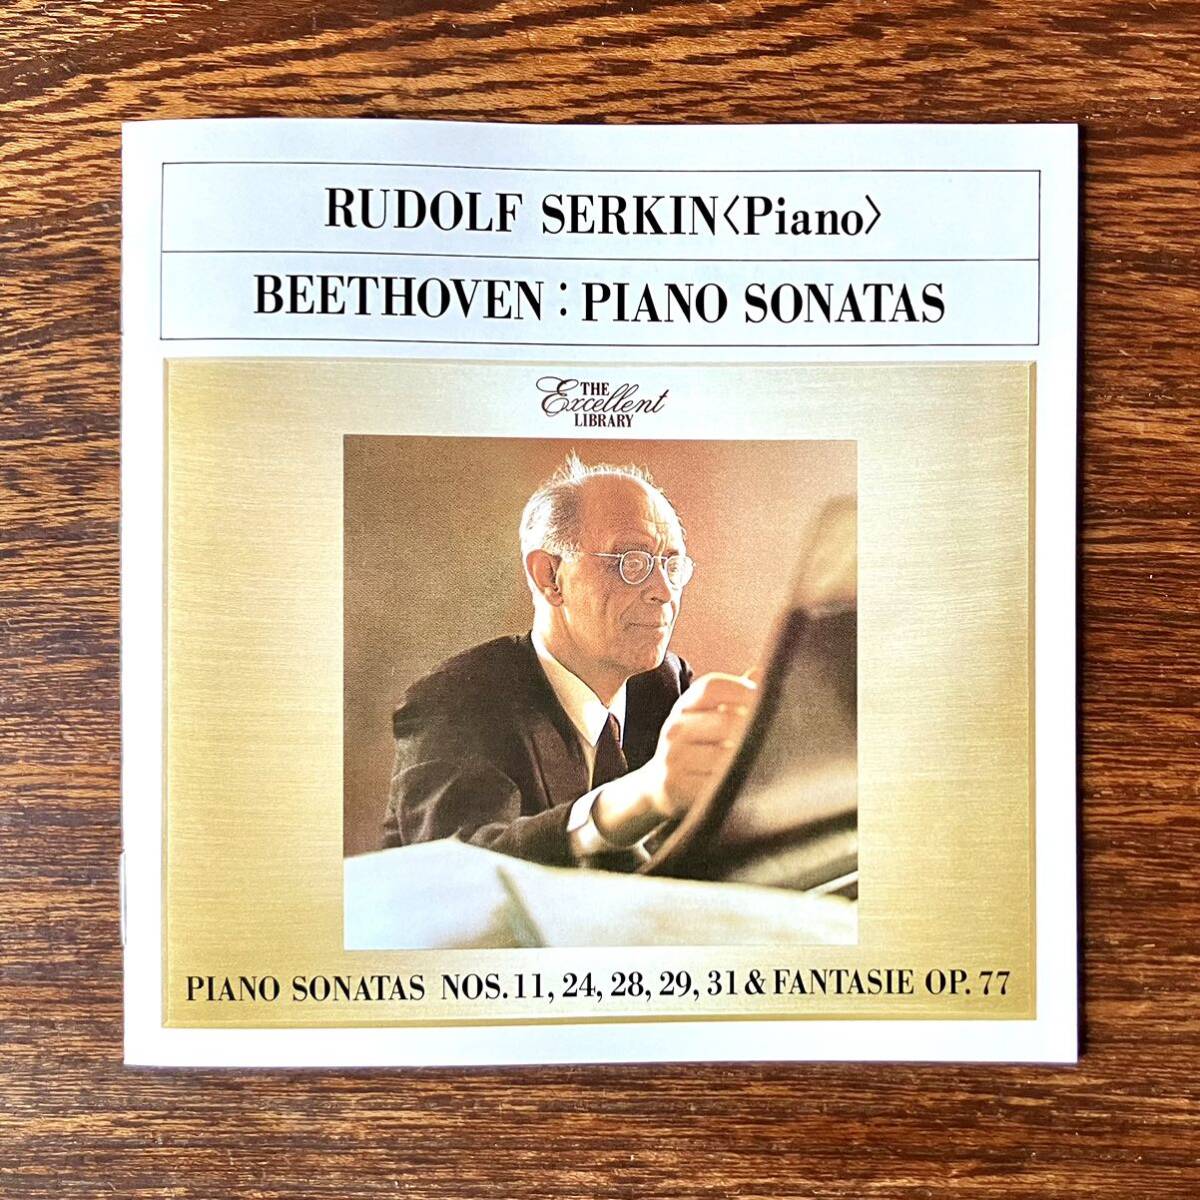 RUDOLF SERKIN〈Piano〉
BEETHOVEN : PIANO SONATAS
THE
Excellent
LIBRARY
PIANO SONATAS NOS. 11, 24, 28, 29, 31 & FANTASIE OP. 77